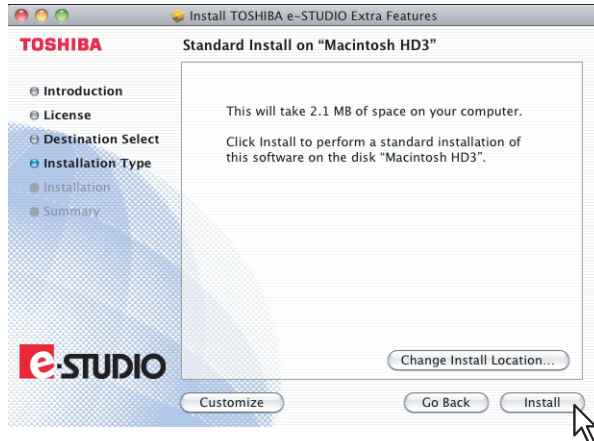 Install TOSHIBA e-STUDIO Extra Features
TOSHIBA
Standard Install on “Macintosh HD3”
Introduction
License
Destination Select
Installation Type
Installation
Summary
This will take 2.1 MB of space on your computer.
Click Install to perform a standard installation of
this software on the disk “Macintosh HD3”.
Change Install Location...
e-STUDIO
Customize
Go Back
Install